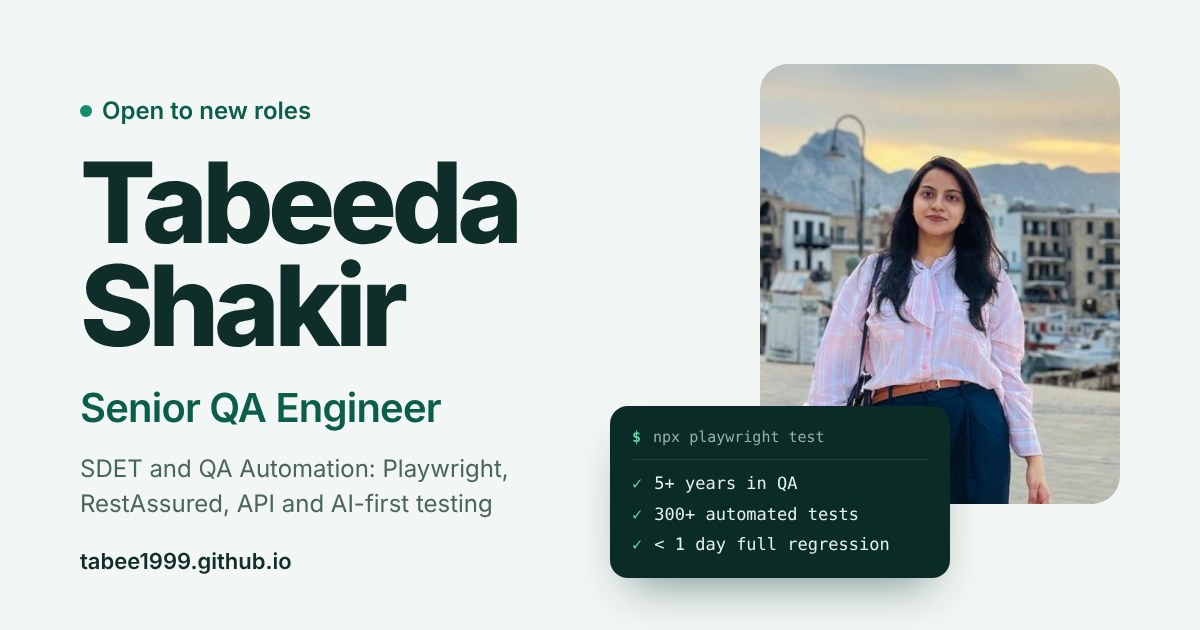 Open to new roles
Tabeeda
Shakir
Senior QA Engineer
SDET and QA Automation: Playwright,
RestAssured, API and AI-first testing
tabee1999.github.io
$ npx playwright test
✓ 5+ years in QA
✓ 300+ automated tests
✓ < 1 day full regression